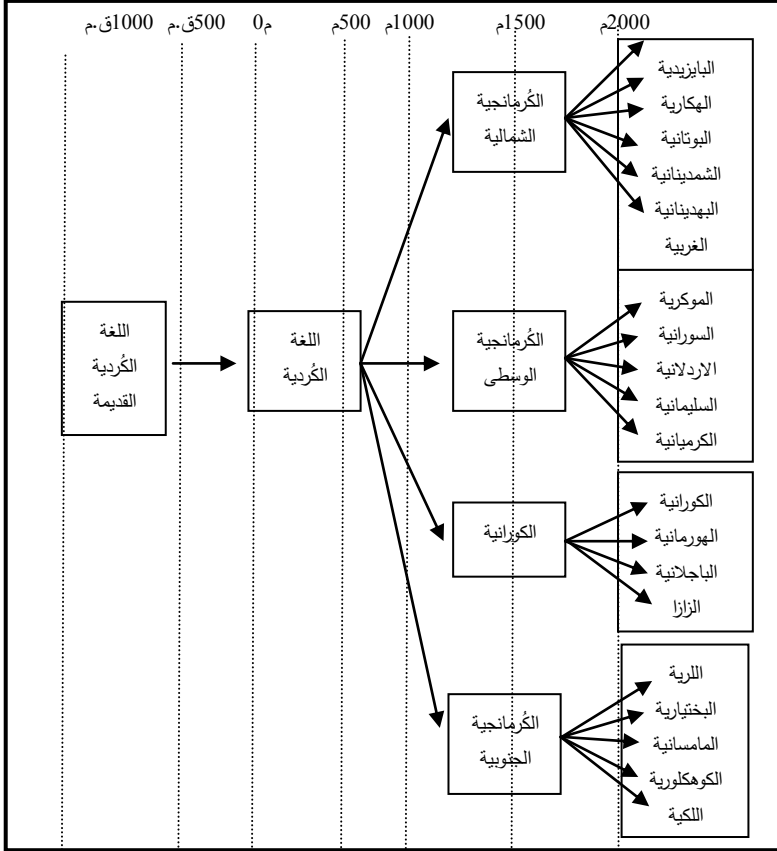 1000ق.م 500ق.م 0م 500م 1000م 1500م 2000م
اللغة
الكُردية
القديمة
اللغة
الكُردية
الكُرمانجية
الشمالية
البايزيدية
الهكارية
البوتانية
الشمدينانية
البهدينانية
الغربية
الكُرمانجية
الوسطى
الموكرية
السورانية
الاردلانية
السليمانية
الكرميانية
الكورانية
الكورانية
الهورمانية
الباجلانية
الزازا
الكُرمانجية
الجنوبية
اللرية
البختيارية
المامسانية
الكوهكلورية
اللكية